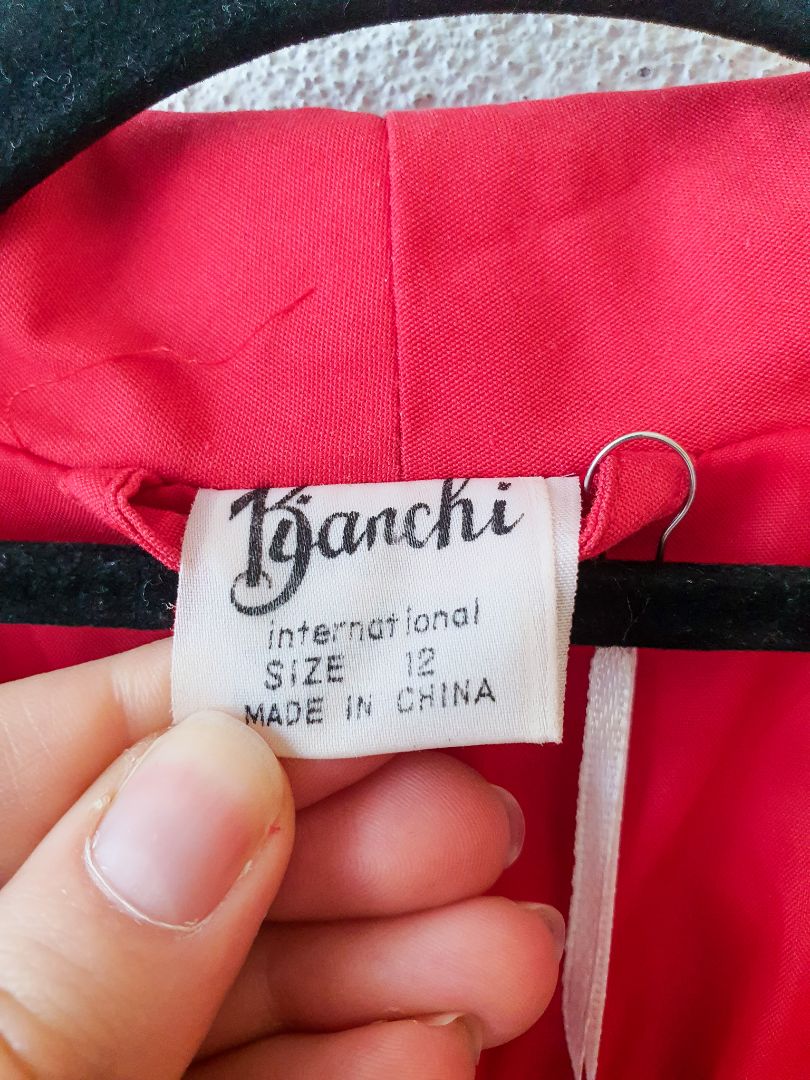 Bianchi
international
SIZE 12
MADE IN CHINA